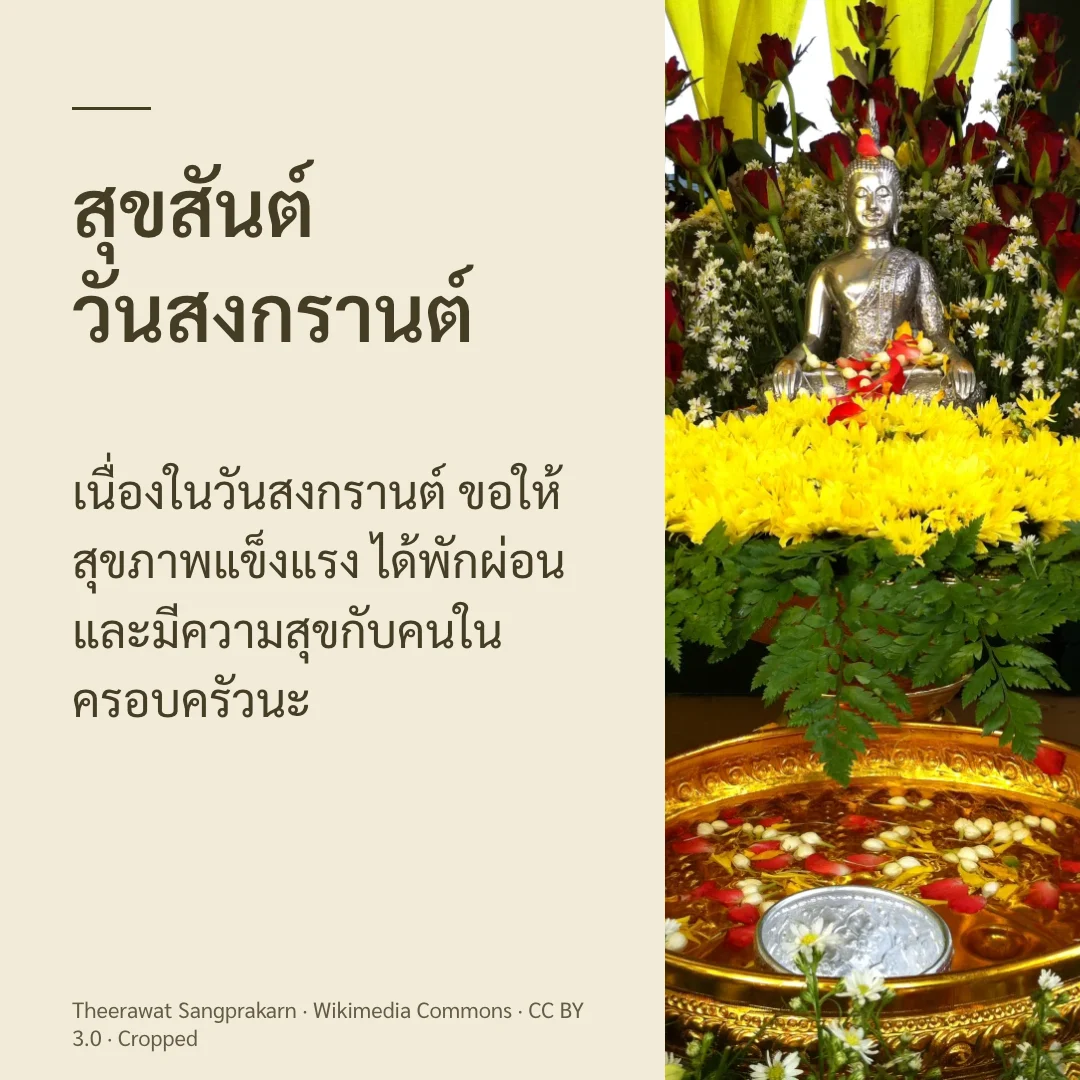 สุขสันต์
วันสงกรานต์
เนื่องในวันสงกรานต์ ขอให้
สุขภาพแข็งแรง ได้พักผ่อน
และมีความสุขกับคนใน
ครอบครัวนะ
Theerawat Sangprakarn · Wikimedia Commons · CC BY
3.0 · Cropped